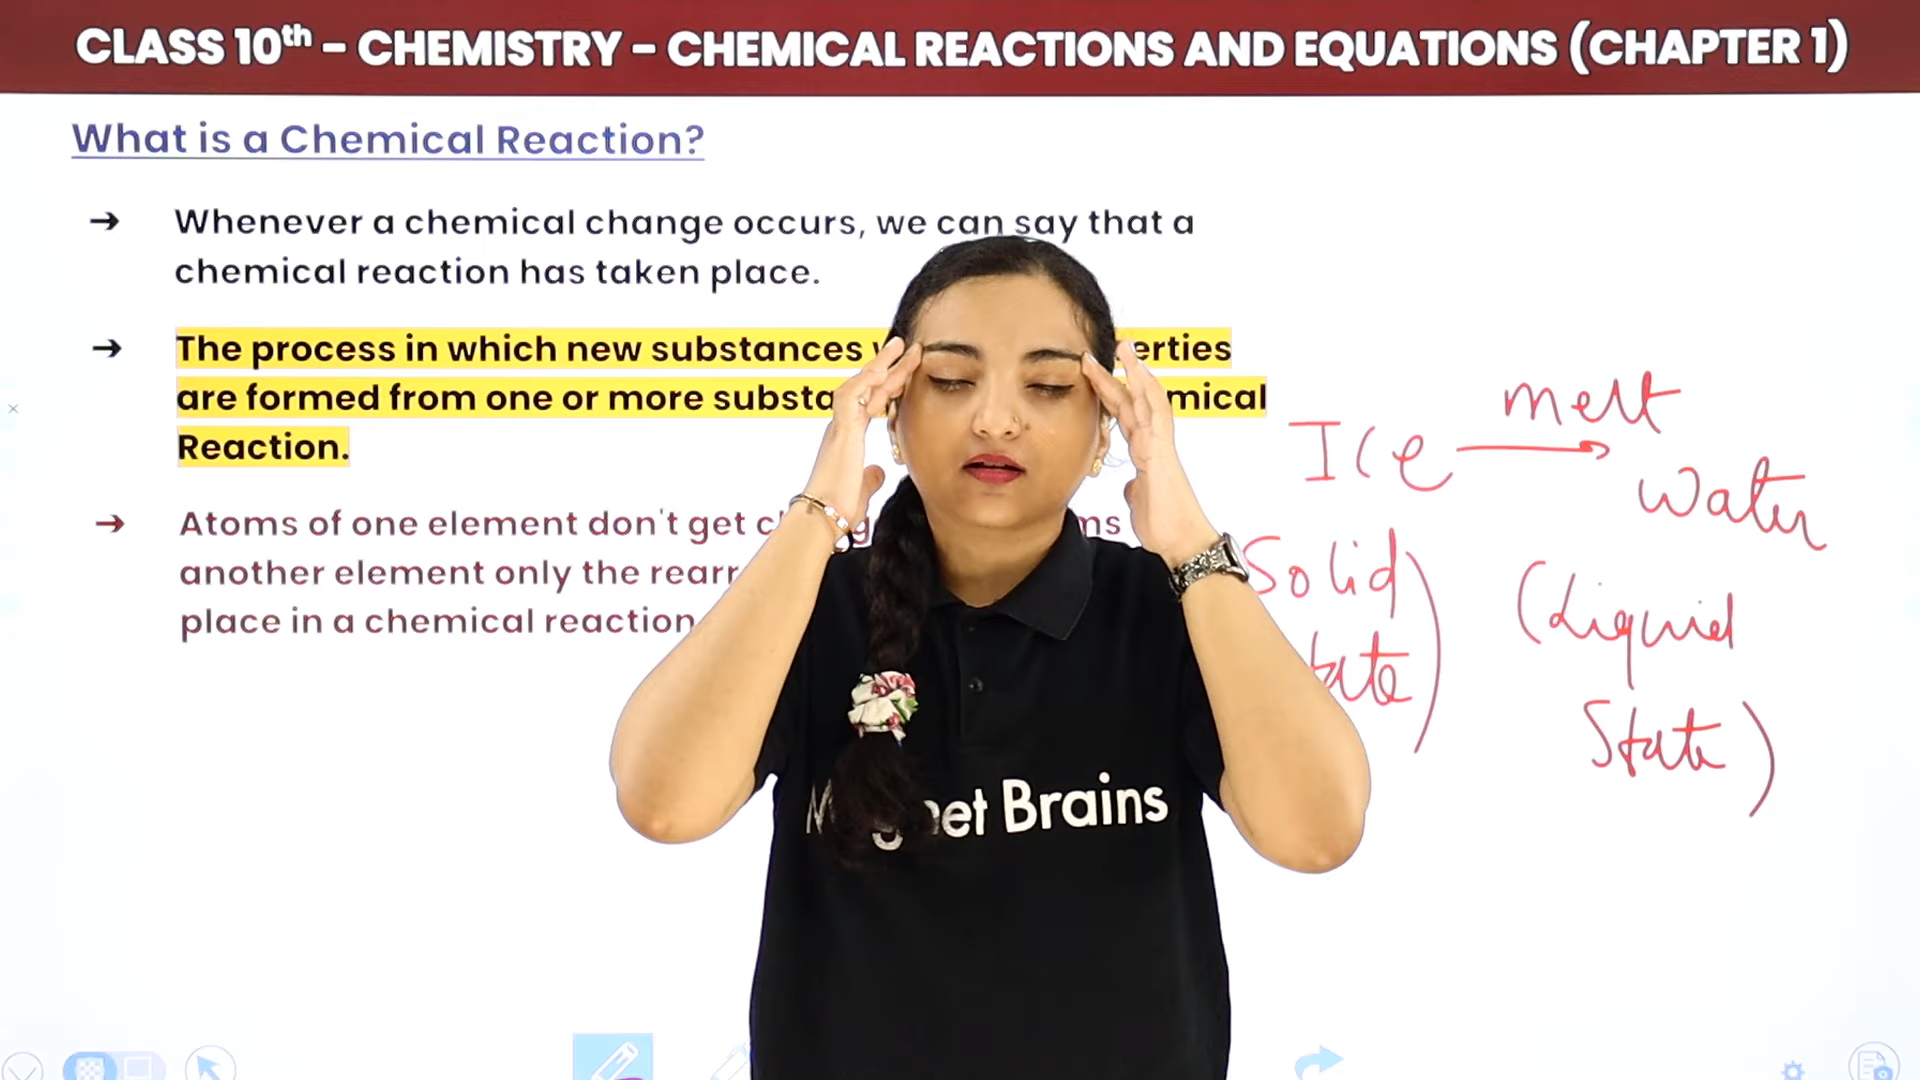 CLASS 10th - CHEMISTRY - CHEMICAL REACTIONS AND EQUATIONS (CHAPTER 1)
What is a Chemical Reaction?
➔ Whenever a chemical change occurs, we can say that a
chemical reaction has taken place.
➔ The process in which new substances erties
are formed from one or more substa mical
Reaction.
➔ Atoms of one element don't get ms
another element only the rearr
place in a chemical reaction
melt
Ice → Water
Solid
tate)
(Liquid
State)
et Brains